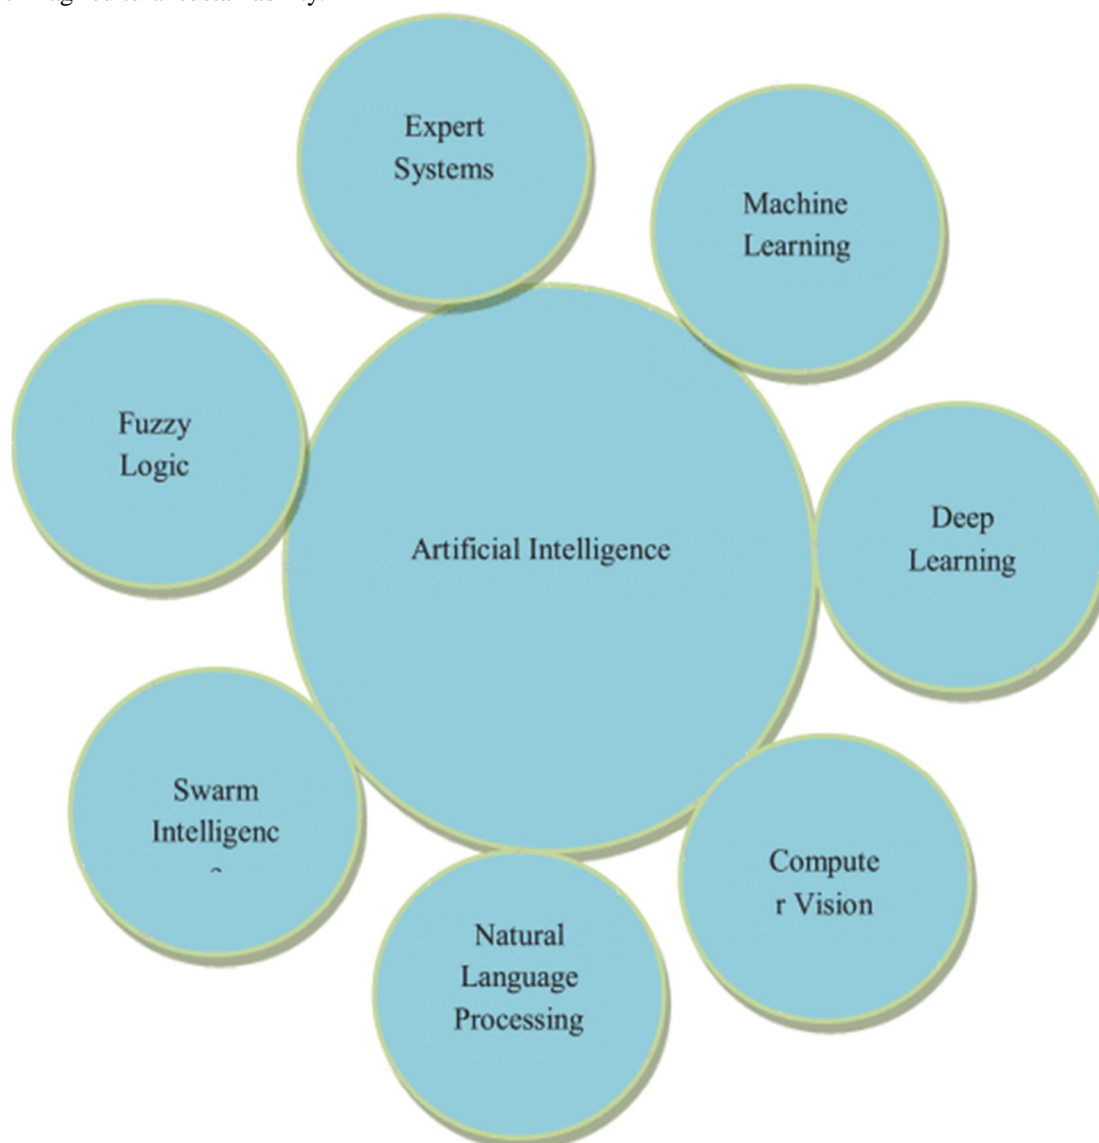 Expert
Systems
Machine
Learning
Fuzzy
Logic
Deep
Learning
Artificial Intelligence
Swarm
Intelligenc
Compute
r Vision
Natural
Language
Processing